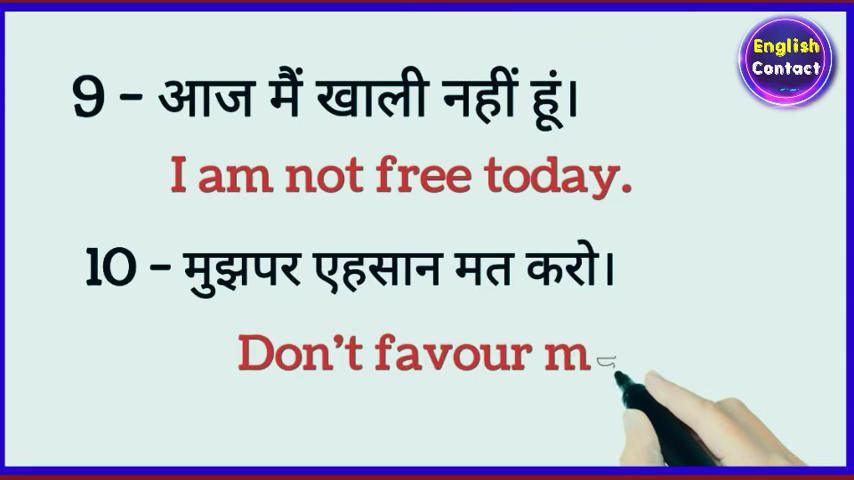 English
Contact
9 - आज मैं खाली नहीं हूं।
I am not free today.
10 - मुझपर एहसान मत करो।
Don't favour m